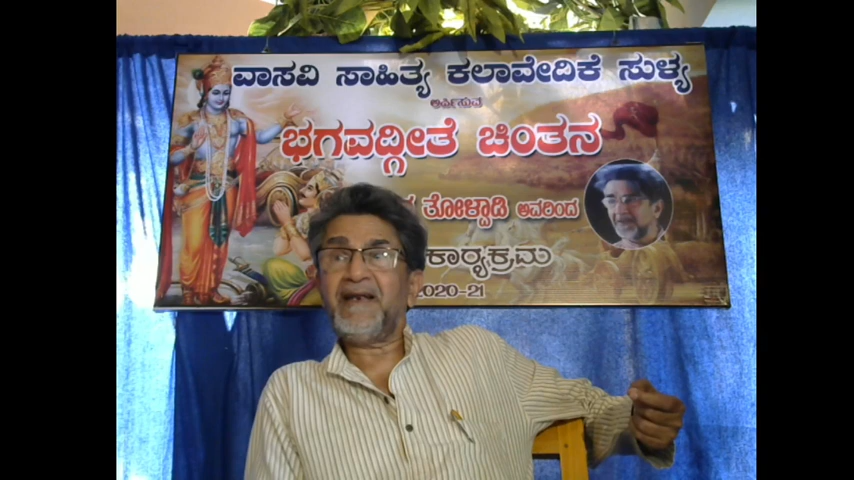 ವಾಸವಿ ಸಾಹಿತ್ಯ ಕಲಾವೇದಿಕೆ ಸುಳ್ಯ
ಅರ್ಪಿಸುವ
ಭಗವದ್ಗೀತೆ ಚಿಂತನ
ತೋಳ್ಪಾಡಿ ಅವರಿಂದ
ಕಾರ್ಯಕ್ರಮ
2020-21